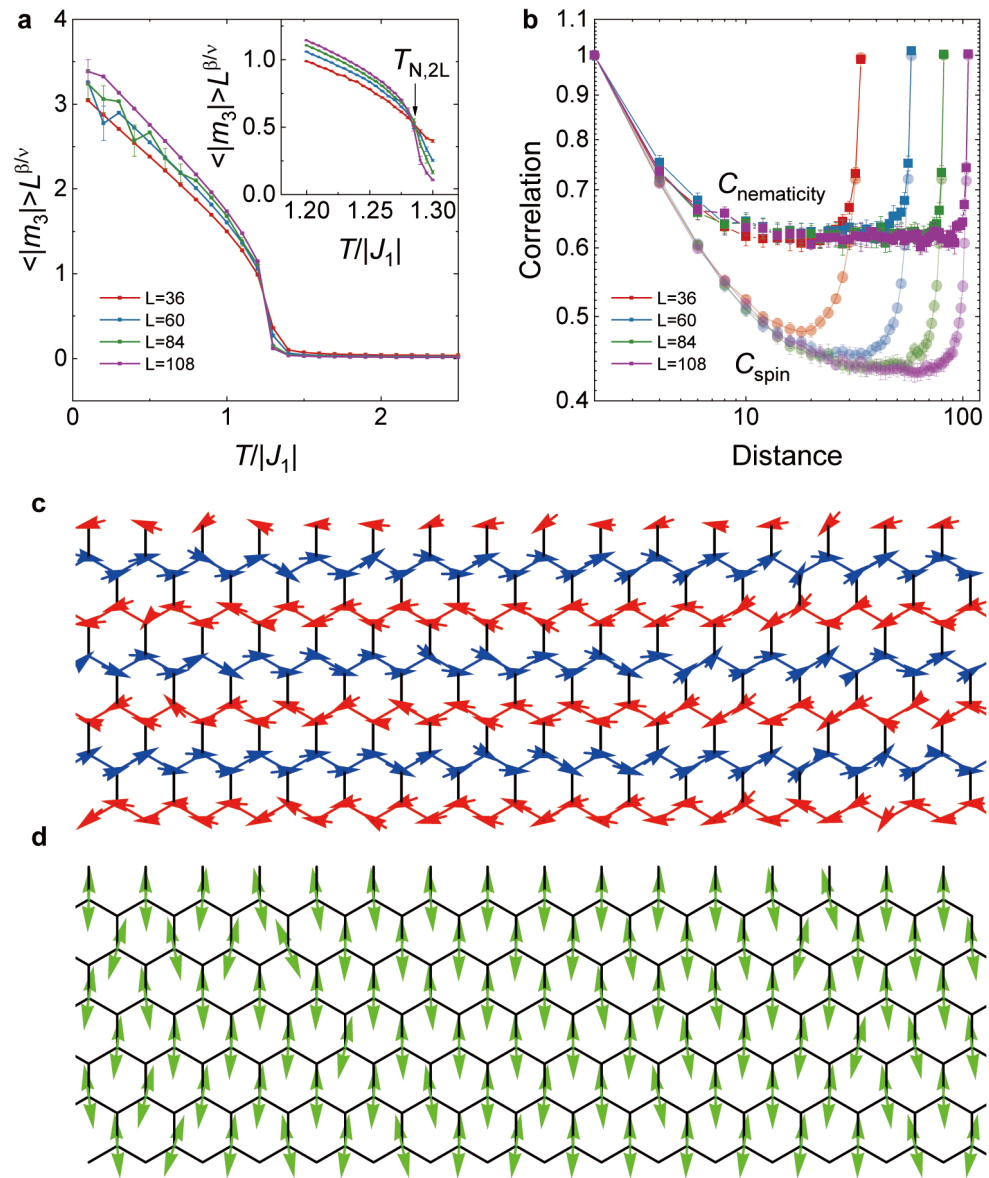 a
<|m₃|>L^β/ν
4
3
2
1
0
0
1
2
T/|J₁|
L=36
L=60
L=84
L=108
<|m₃|>L^β/ν
1.0
0.5
0.0
1.20
1.25
1.30
T/|J₁|
T_N,2L
b
Correlation
1.1
1
0.9
0.8
0.7
0.6
0.5
0.4
10
100
Distance
C_nematicity
C_spin
L=36
L=60
L=84
L=108
c
d